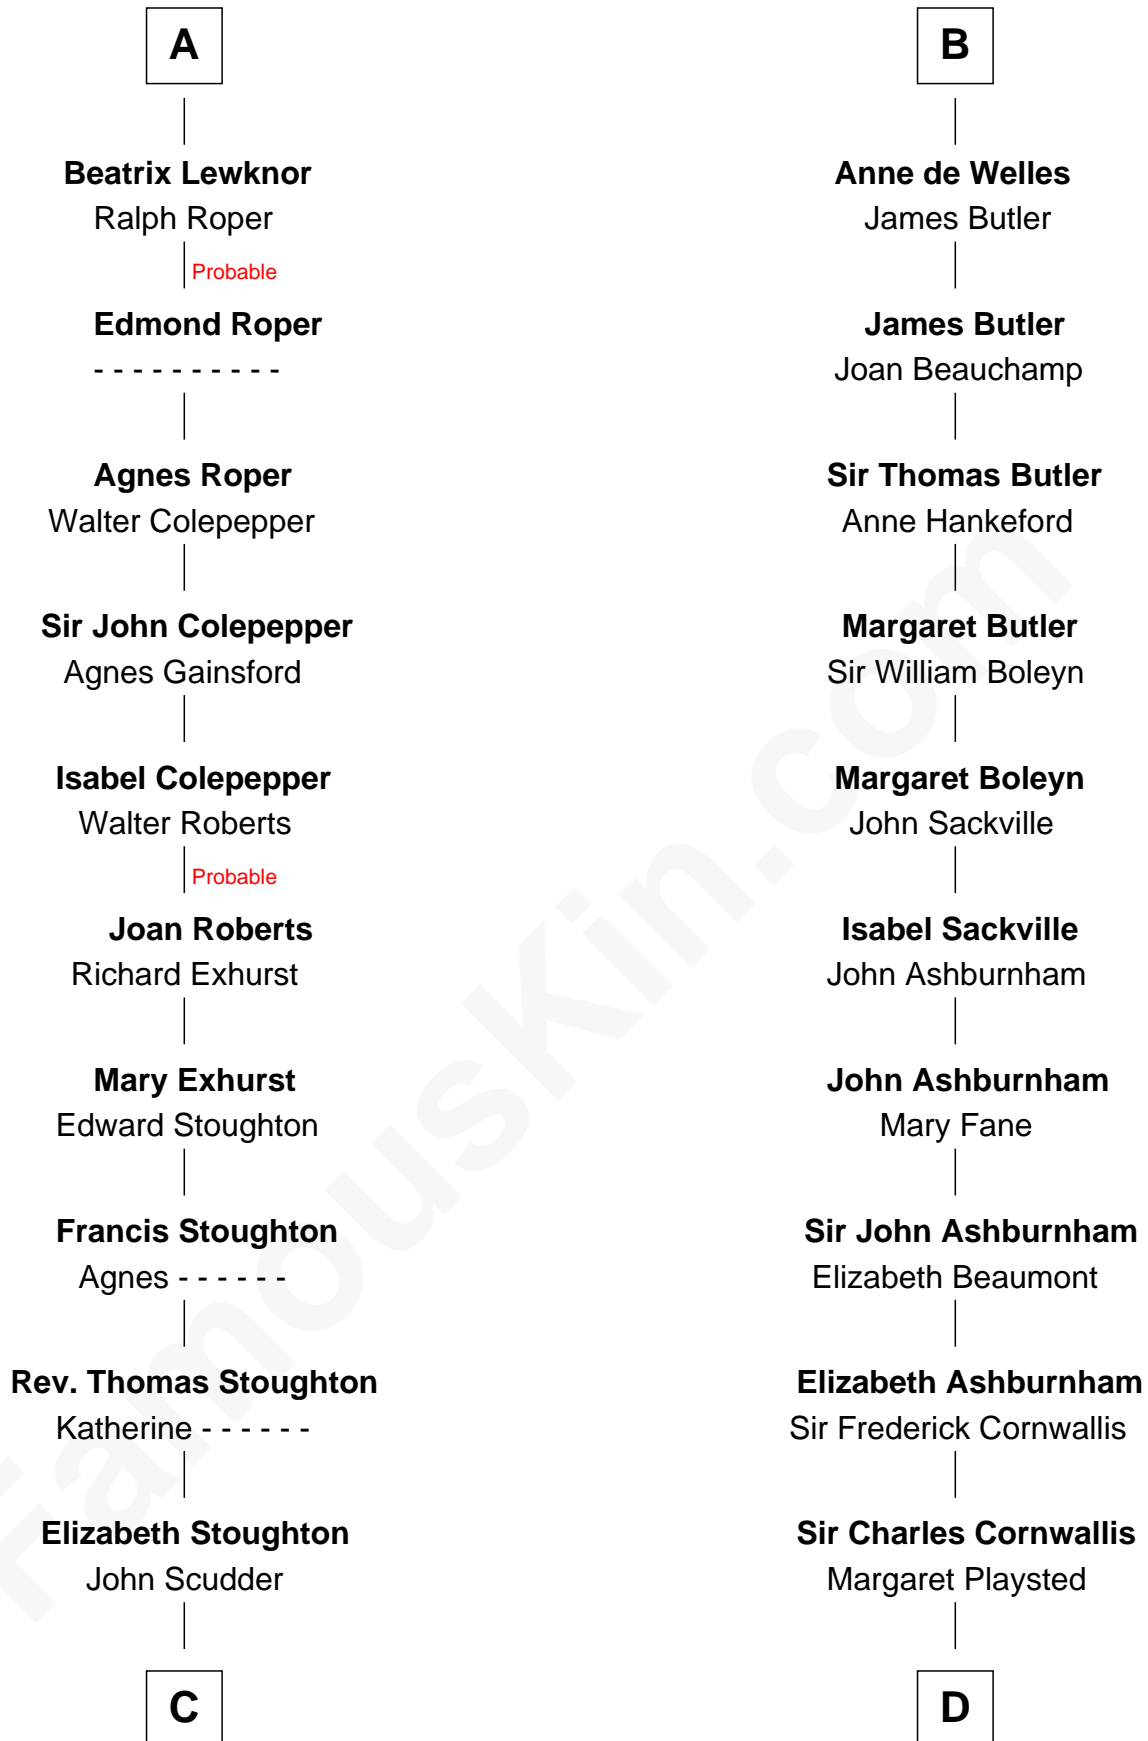 A
Beatrix Lewknor
Ralph Roper
Probable
Edmond Roper
- - - - - - - - - -
Agnes Roper
Walter Colepepper
Sir John Colepepper
Agnes Gainsford
Isabel Colepepper
Walter Roberts
Probable
Joan Roberts
Richard Exhurst
Mary Exhurst
Edward Stoughton
Francis Stoughton
Agnes - - - - - -
Rev. Thomas Stoughton
Katherine - - - - - -
Elizabeth Stoughton
John Scudder
C
B
Anne de Welles
James Butler
James Butler
Joan Beauchamp
Sir Thomas Butler
Anne Hankeford
Margaret Butler
Sir William Boleyn
Margaret Boleyn
John Sackville
Isabel Sackville
John Ashburnham
John Ashburnham
Mary Fane
Sir John Ashburnham
Elizabeth Beaumont
Elizabeth Ashburnham
Sir Frederick Cornwallis
Sir Charles Cornwallis
Margaret Playsted
D
FamousKin.com